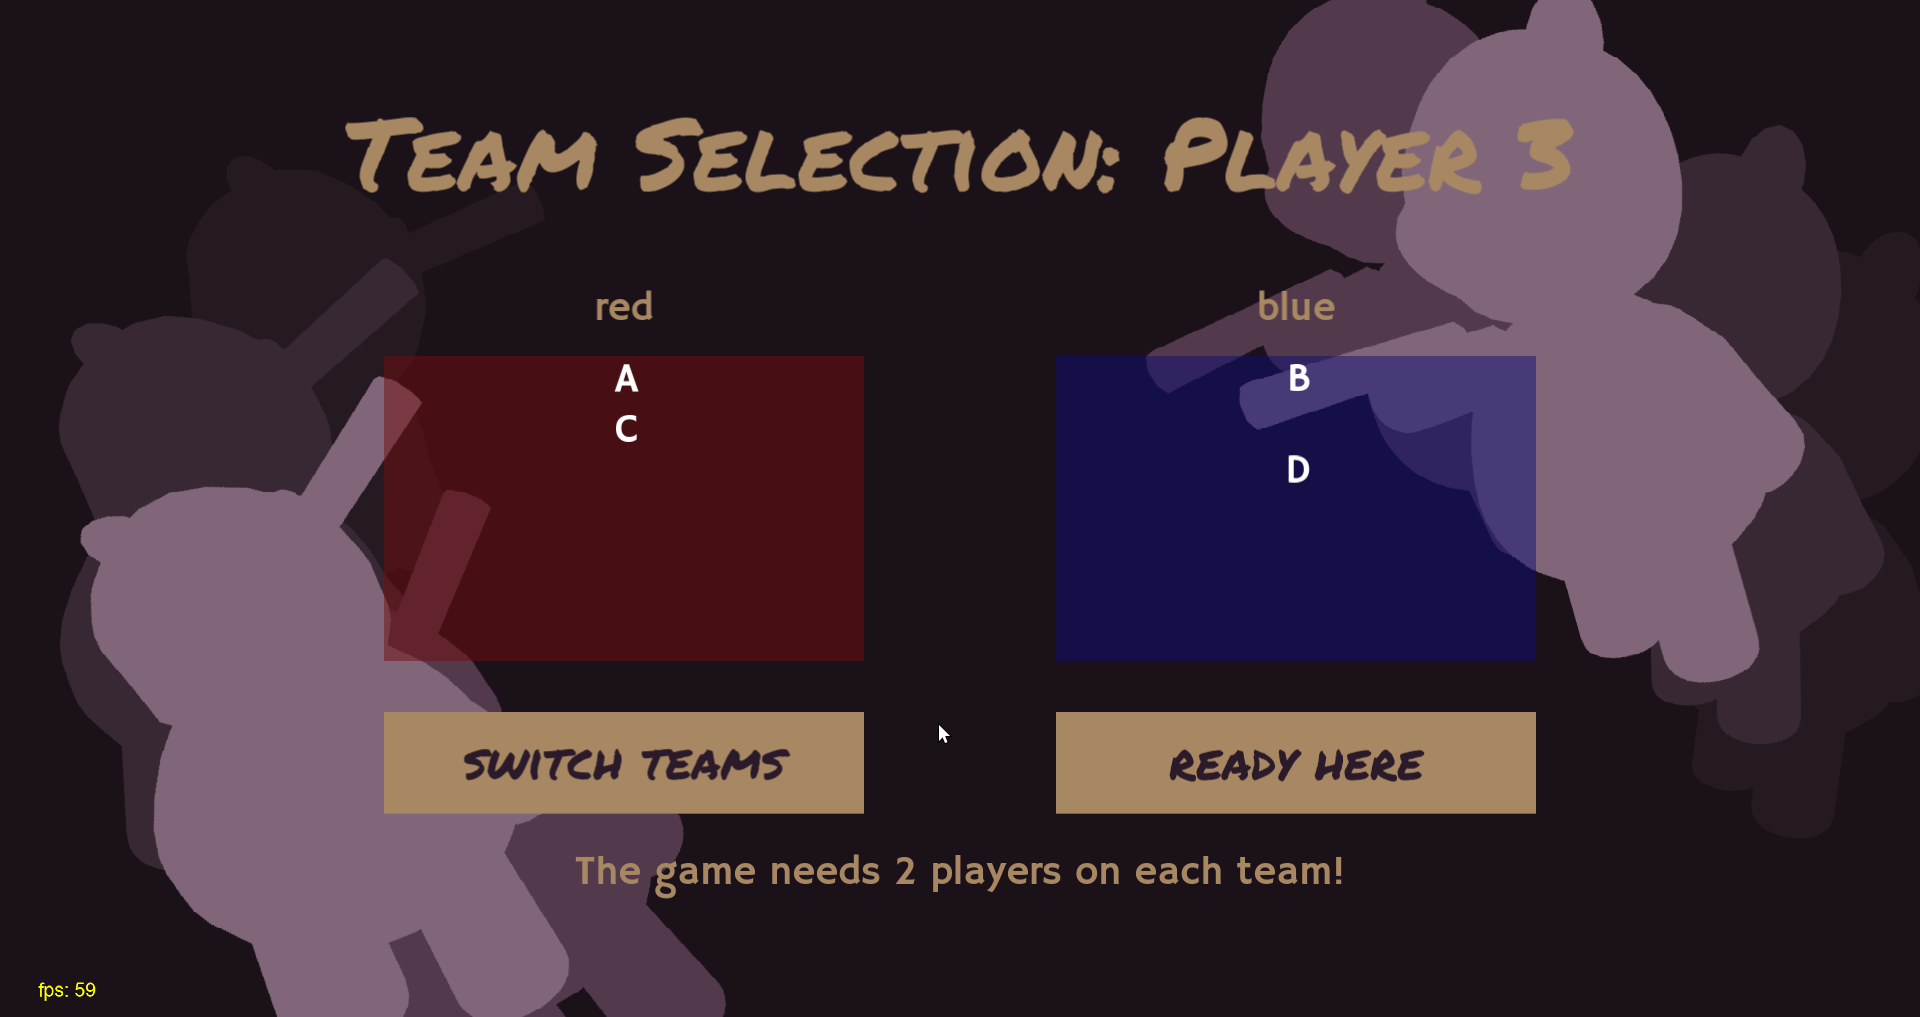 Team Selection: Player 3
red
blue
A
C
B
D
SWITCH TEAMS
READY HERE
The game needs 2 players on each team!
fps: 59